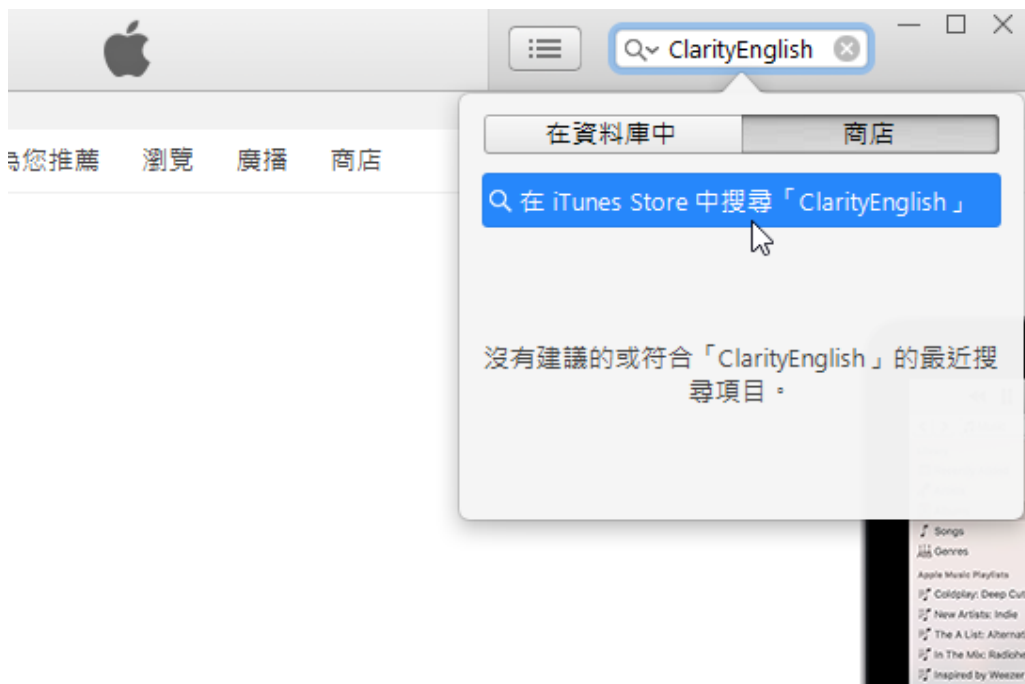 ClarityEnglish
在資料庫中 商店
為您推薦 瀏覽 廣播 商店
在 iTunes Store 中搜尋「ClarityEnglish」
沒有建議的或符合「ClarityEnglish」的最近搜
尋項目。
Songs
Genres
Apple Music Playlists
Coldplay: Deep Cut
New Artists: Indie
The A List: Alternat
In The Mix: Radiohe
Inspired by Weezer